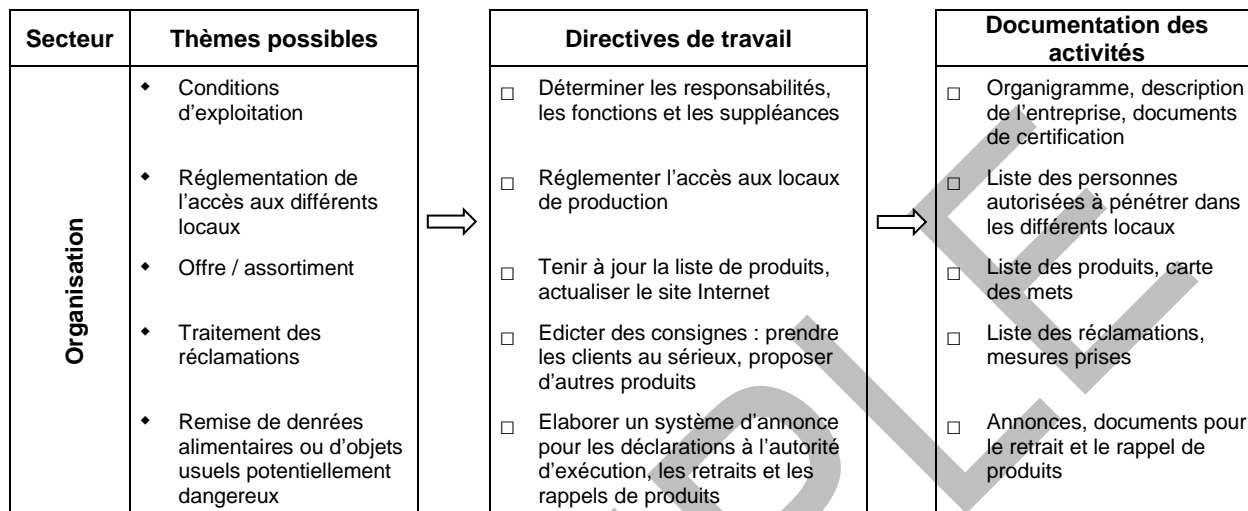 Secteur
Thèmes possibles
Directives de travail
Documentation des
activités
Organisation
◆ Conditions
d’exploitation
□ Déterminer les responsabilités,
les fonctions et les suppléances
□ Organigramme, description
de l’entreprise, documents
de certification
◆ Réglementation de
l’accès aux différents
locaux
□ Réglementer l’accès aux locaux
de production
□ Liste des personnes
autorisées à pénétrer dans
les différents locaux
◆ Offre / assortiment
□ Tenir à jour la liste de produits,
actualiser le site Internet
□ Liste des produits, carte
des mets
◆ Traitement des
réclamations
□ Edicter des consignes : prendre
les clients au sérieux, proposer
d’autres produits
□ Liste des réclamations,
mesures prises
◆ Remise de denrées
alimentaires ou d’objets
usuels potentiellement
dangereux
□ Elaborer un système d’annonce
pour les déclarations à l’autorité
d’exécution, les retraits et les
rappels de produits
□ Annonces, documents pour
le retrait et le rappel de
produits
PLE